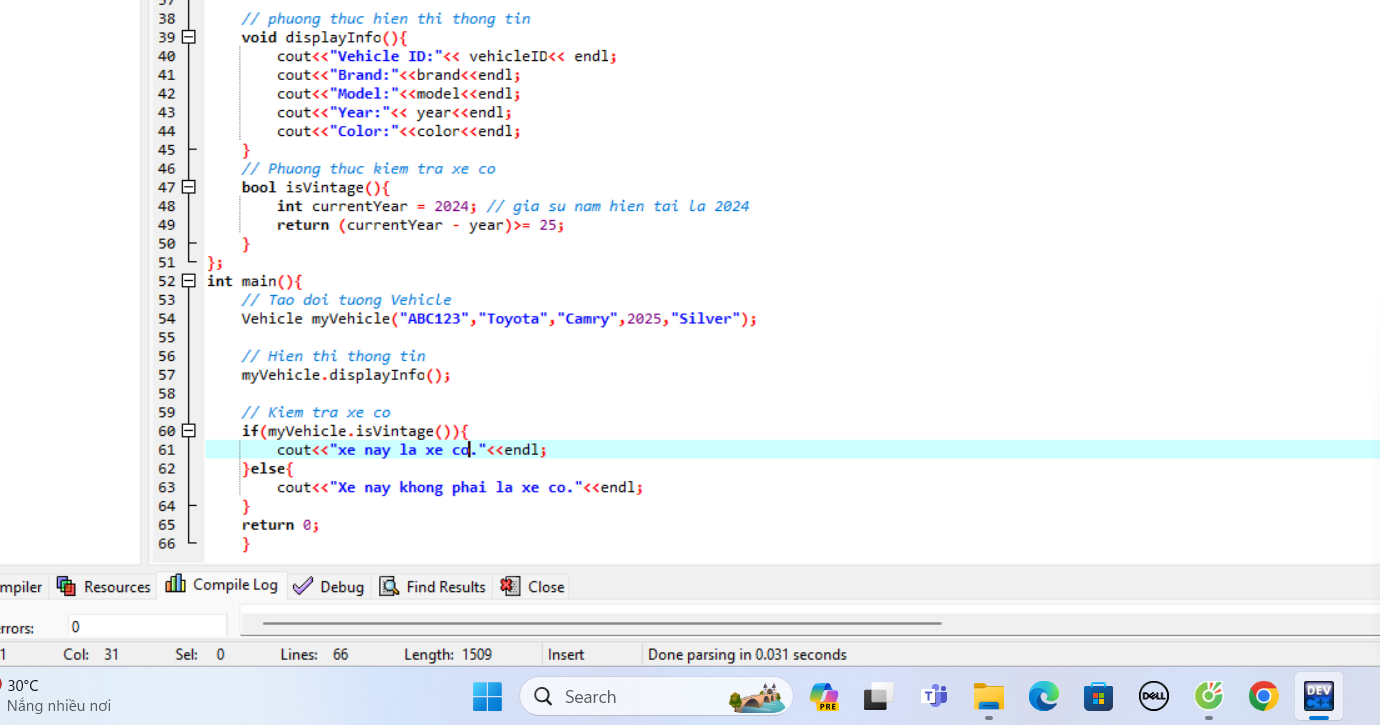 38 // phuong thuc hien thi thong tin
39 void displayInfo(){
40 cout<<"Vehicle ID:"<< vehicleID<< endl;
41 cout<<"Brand:"<<brand<<endl;
42 cout<<"Model:"<<model<<endl;
43 cout<<"Year:"<< year<<endl;
44 cout<<"Color:"<<color<<endl;
45 }
46 // Phuong thuc kiem tra xe co
47 bool isVintage(){
48 int currentYear = 2024; // gia su nam hien tai la 2024
49 return (currentYear - year)>= 25;
50 }
51 };
52 int main(){
53 // Tao doi tuong Vehicle
54 Vehicle myVehicle("ABC123","Toyota","Camry",2025,"Silver");
55
56 // Hien thi thong tin
57 myVehicle.displayInfo();
58
59 // Kiem tra xe co
60 if(myVehicle.isVintage()){
61 cout<<"xe nay la xe co."<<endl;
62 }else{
63 cout<<"Xe nay khong phai la xe co."<<endl;
64 }
65 return 0;
66 }
mpiler Resources Compile Log Debug Find Results Close
rrors: 0
1 Col: 31 Sel: 0 Lines: 66 Length: 1509 Insert Done parsing in 0.031 seconds
30°C
Nắng nhiều nơi
Search
PRE
DELL
DEV
C++